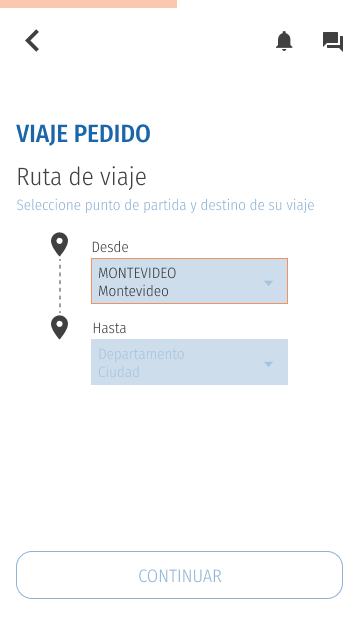 VIAJE PEDIDO
Ruta de viaje
Seleccione punto de partida y destino de su viaje
Desde
MONTEVIDEO
Montevideo
Hasta
Departamento
Ciudad
CONTINUAR